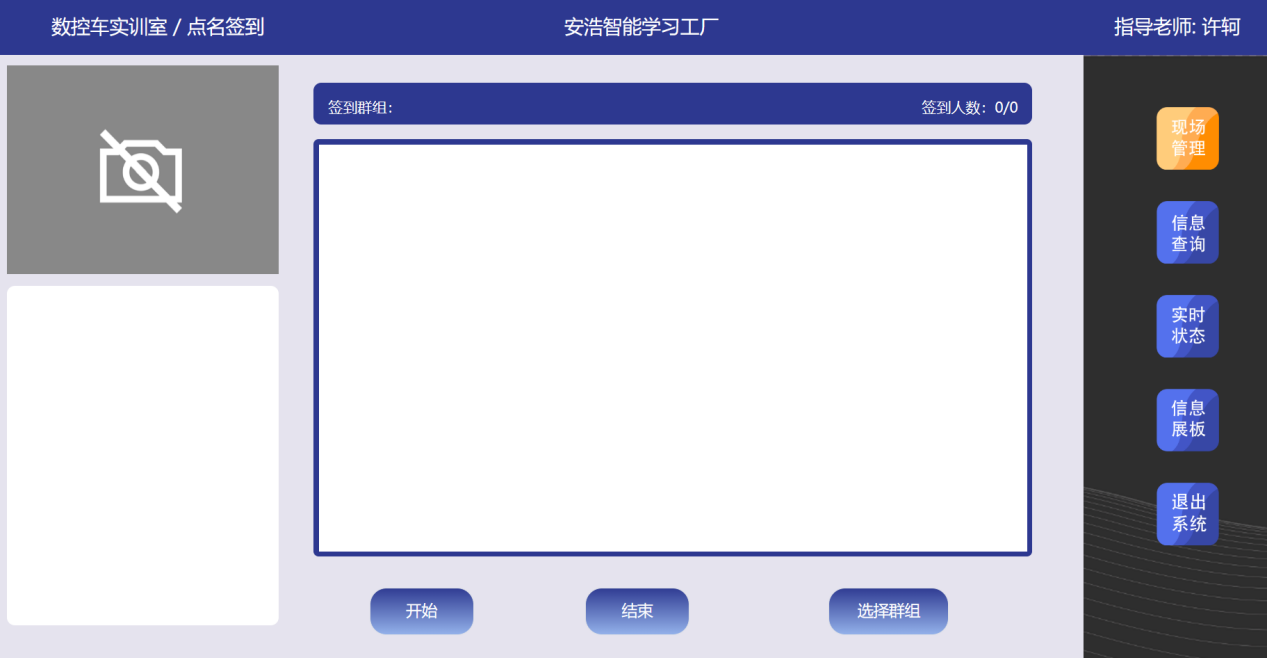 数控车实训室 / 点名签到
安浩智能学习工厂
指导老师: 许轲
签到群组:
签到人数: 0/0
现场
管理
信息
查询
实时
状态
信息
展板
退出
系统
开始
结束
选择群组